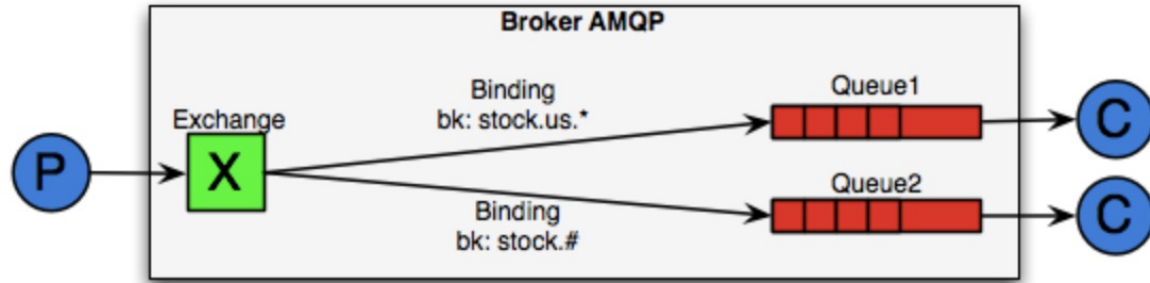 Broker AMQP
Exchange
Binding
bk: stock.us.*
Queue1
P
X
C
Binding
bk: stock.#
Queue2
C